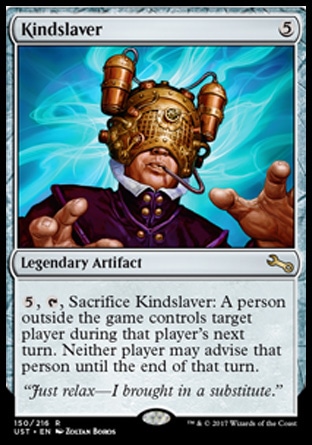 Kindslaver 5
Legendary Artifact
5, T, Sacrifice Kindslaver: A person
outside the game controls target
player during that player's next
turn. Neither player may advise that
person until the end of that turn.
"Just relax—I brought in a substitute."
150/216 R
UST • EN Zoltan Boros
™ & © 2017 Wizards of the Coast